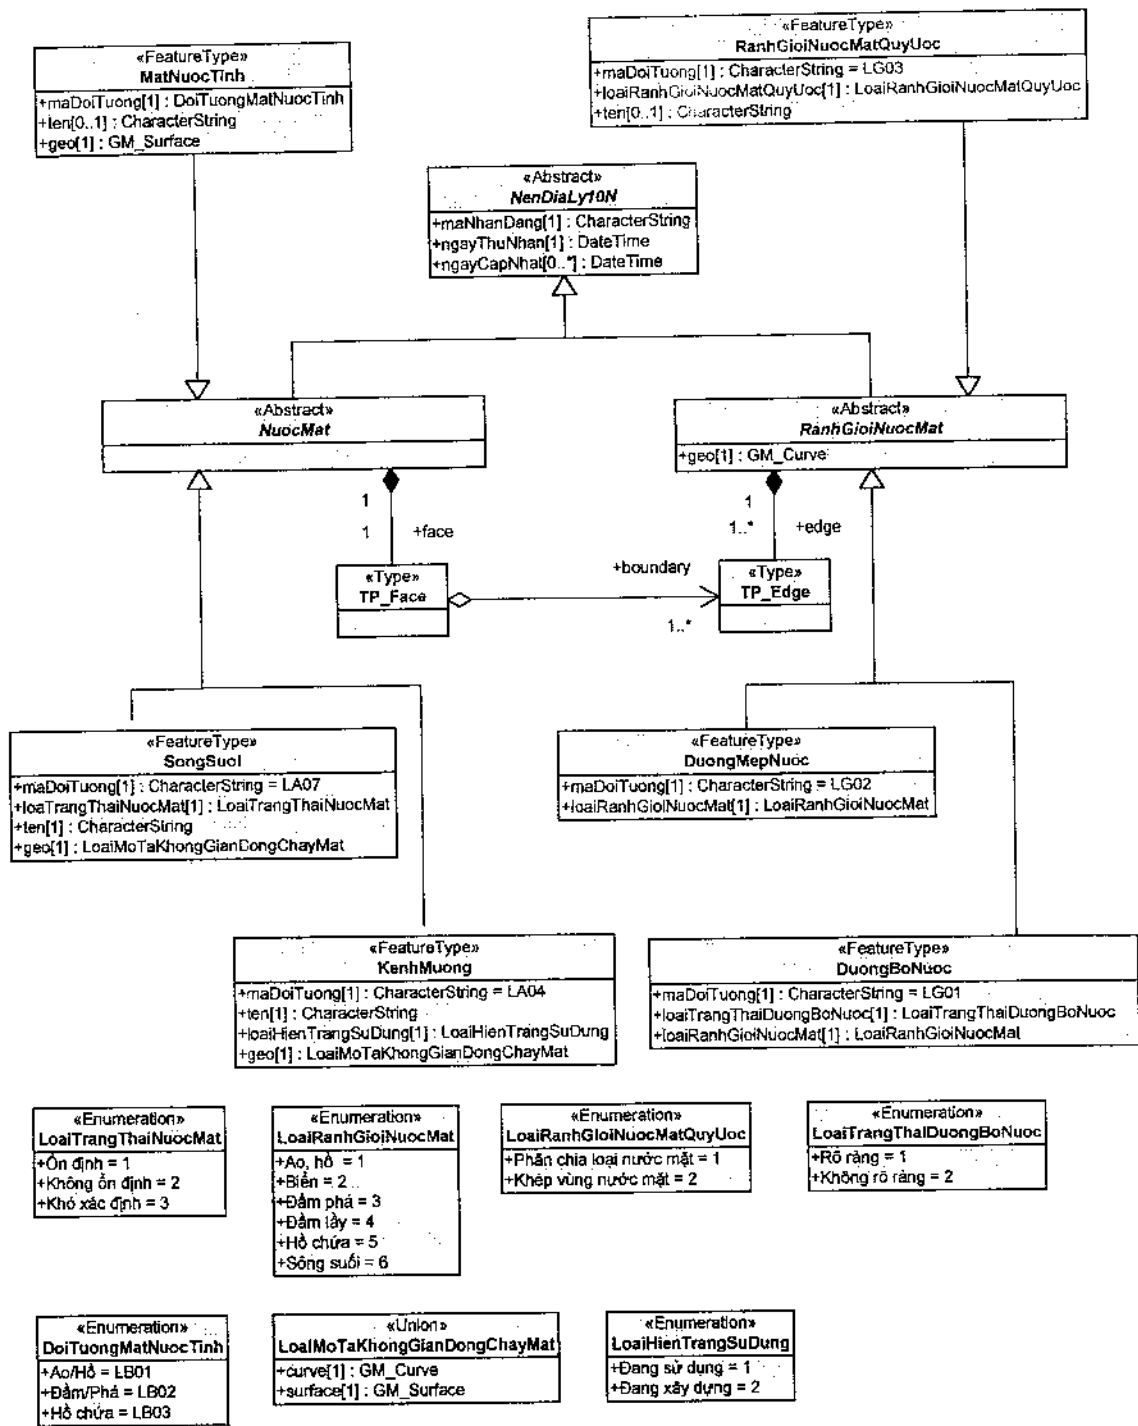 «FeatureType»
MatNuocTinh
+maDoiTuong[1] : DoiTuongMatNuocTinh
+ten[0..1] : CharacterString
+geo[1] : GM_Surface
«FeatureType»
RanhGioiNuocMatQuyUoc
+maDoiTuong[1] : CharacterString = LG03
+loaiRanhGioiNuocMatQuyUoc[1] : LoaiRanhGioiNuocMatQuyUoc
+ten[0..1] : CharacterString
«Abstract»
NenDiaLy10N
+maNhanDang[1] : CharacterString
+ngayThuNhan[1] : DateTime
+ngayCapNhat[0..*] : DateTime
«Abstract»
NuocMat
«Abstract»
RanhGioiNuocMat
+geo[1] : GM_Curve
1
1 +face
1
1..* +edge
«Type»
TP_Face
+boundary
1..*
«Type»
TP_Edge
«FeatureType»
SongSuoi
+maDoiTuong[1] : CharacterString = LA07
+loaTrangThaiNuocMat[1] : LoaiTrangThaiNuocMat
+ten[1] : CharacterString
+geo[1] : LoaiMoTaKhongGianDongChayMat
«FeatureType»
DuongMepNuoc
+maDoiTuong[1] : CharacterString = LG02
+loaiRanhGioiNuocMat[1] : LoaiRanhGioiNuocMat
«FeatureType»
KenhMuong
+maDoiTuong[1] : CharacterString = LA04
+ten[1] : CharacterString
+loaiHienTrangSuDung[1] : LoaiHienTrangSuDung
+geo[1] : LoaiMoTaKhongGianDongChayMat
«FeatureType»
DuongBoNuoc
+maDoiTuong[1] : CharacterString = LG01
+loaiTrangThaiDuongBoNuoc[1] : LoaiTrangThaiDuongBoNuoc
+loaiRanhGioiNuocMat[1] : LoaiRanhGioiNuocMat
«Enumeration»
LoaiTrangThaiNuocMat
+Ổn định = 1
+Không ổn định = 2
+Khó xác định = 3
«Enumeration»
LoaiRanhGioiNuocMat
+Ao, hồ = 1
+Biển = 2
+Đầm phá = 3
+Đầm lầy = 4
+Hồ chứa = 5
+Sông suối = 6
«Enumeration»
LoaiRanhGioiNuocMatQuyUoc
+Phân chia loại nước mặt = 1
+Khép vùng nước mặt = 2
«Enumeration»
LoaiTrangThaiDuongBoNuoc
+Rõ ràng = 1
+Không rõ ràng = 2
«Enumeration»
DoiTuongMatNuocTinh
+Ao/Hồ = LB01
+Đầm/Phá = LB02
+Hồ chứa = LB03
«Union»
LoaiMoTaKhongGianDongChayMat
+curve[1] : GM_Curve
+surface[1] : GM_Surface
«Enumeration»
LoaiHienTrangSuDung
+Đang sử dụng = 1
+Đang xây dựng = 2